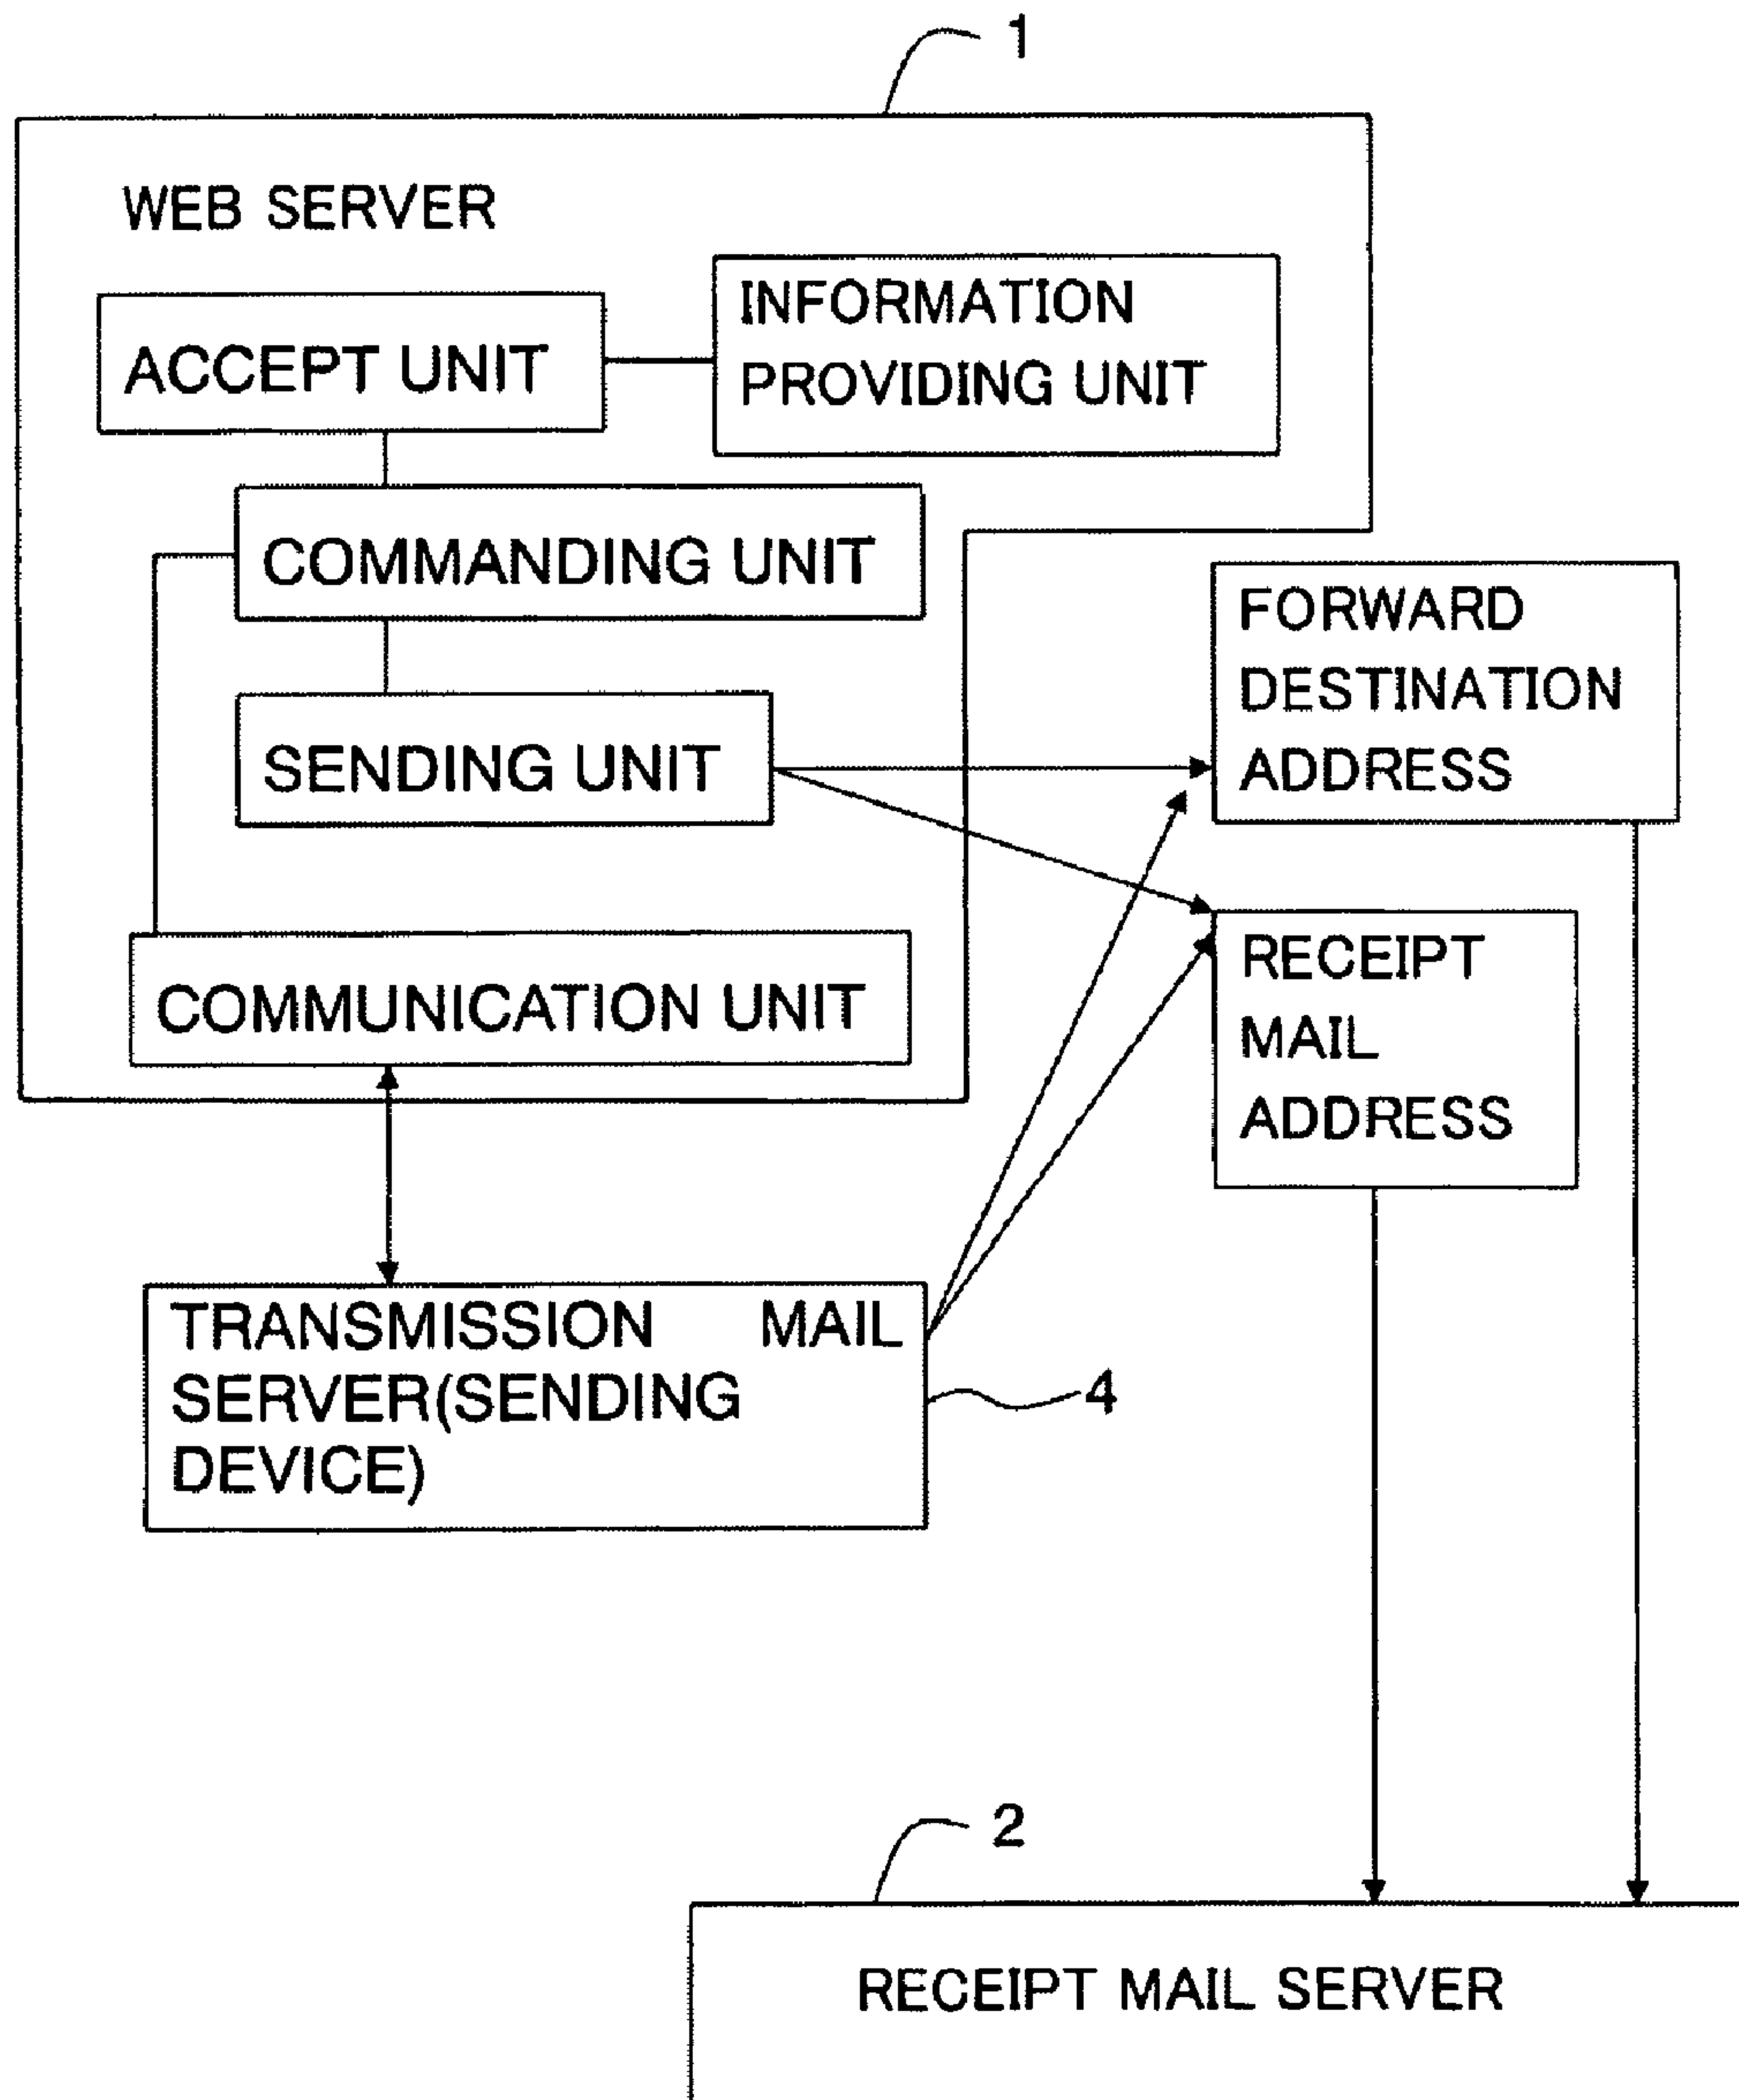 1
WEB SERVER
INFORMATION
PROVIDING UNIT
ACCEPT UNIT
COMMANDING UNIT
FORWARD
DESTINATION
ADDRESS
SENDING UNIT
RECEIPT
MAIL
ADDRESS
COMMUNICATION UNIT
TRANSMISSION MAIL
SERVER(SENDING
DEVICE)
4
2
RECEIPT MAIL SERVER